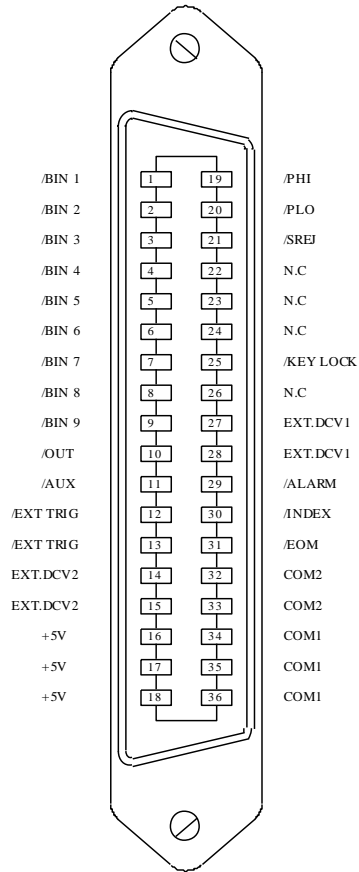 /BIN 1 1 19 /PHI
/BIN 2 2 20 /PLO
/BIN 3 3 21 /SREJ
/BIN 4 4 22 N.C
/BIN 5 5 23 N.C
/BIN 6 6 24 N.C
/BIN 7 7 25 /KEY LOCK
/BIN 8 8 26 N.C
/BIN 9 9 27 EXT.DCV1
/OUT 10 28 EXT.DCV1
/AUX 11 29 /ALARM
/EXT TRIG 12 30 /INDEX
/EXT TRIG 13 31 /EOM
EXT.DCV2 14 32 COM2
EXT.DCV2 15 33 COM2
+5V 16 34 COM1
+5V 17 35 COM1
+5V 18 36 COM1